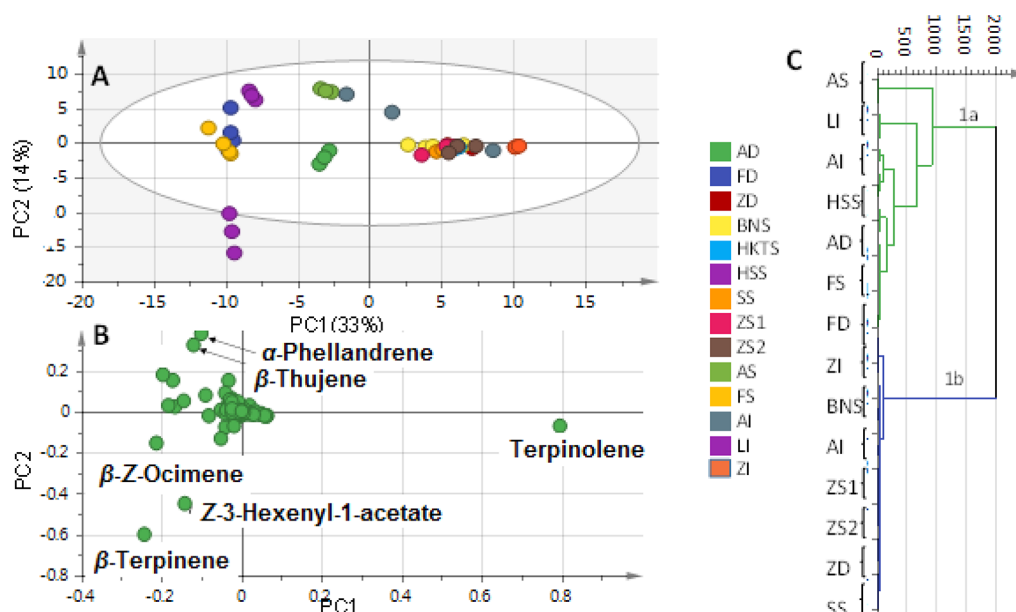 A
10
5
0
-5
.0
-15
-20
PC2 (14%)
-20
-15
-10
-5
0
5
10
15
PC1(33%)
B
α-Phellandrene
β-Thujene
Terpinolene
β-Z-Ocimene
Z-3-Hexenyl-1-acetate
β-Terpinene
0.2
0
-0.2
-0.4
-0.6
-0.8
PC2
-0.4
-0.2
0
0.2
0.4
0.6
0.8
PC1
AD
FD
ZD
BNS
HKTS
HSS
SS
ZS1
ZS2
AS
FS
AI
LI
ZI
C
0
500
1000
1500
2000
AS
LI
AI
HSS
AD
FS
FD
ZI
BNS
AI
ZS1
ZS2
ZD
SS
1a
1b